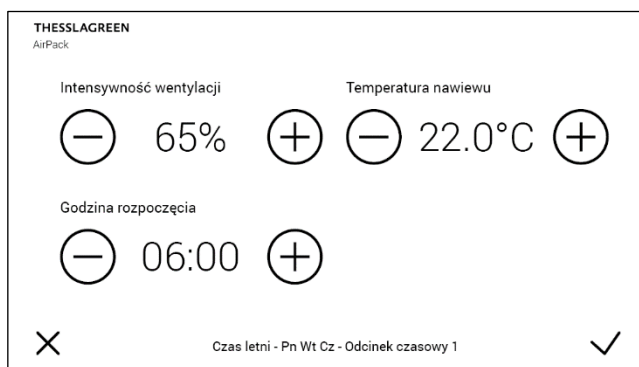 THESSLAGREEN
AirPack
Intensywność wentylacji
Temperatura nawiewu
65%
22.0°C
Godzina rozpoczęcia
06:00
Czas letni - Pn Wt Cz - Odcinek czasowy 1